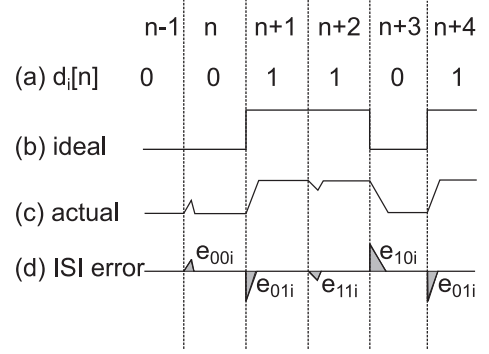 n-1 n n+1 n+2 n+3 n+4
(a) dᵢ[n] 0 0 1 1 0 1
(b) ideal
(c) actual
(d) ISI error e₀₀ᵢ e₀₁ᵢ e₁₁ᵢ e₁₀ᵢ e₀₁ᵢ